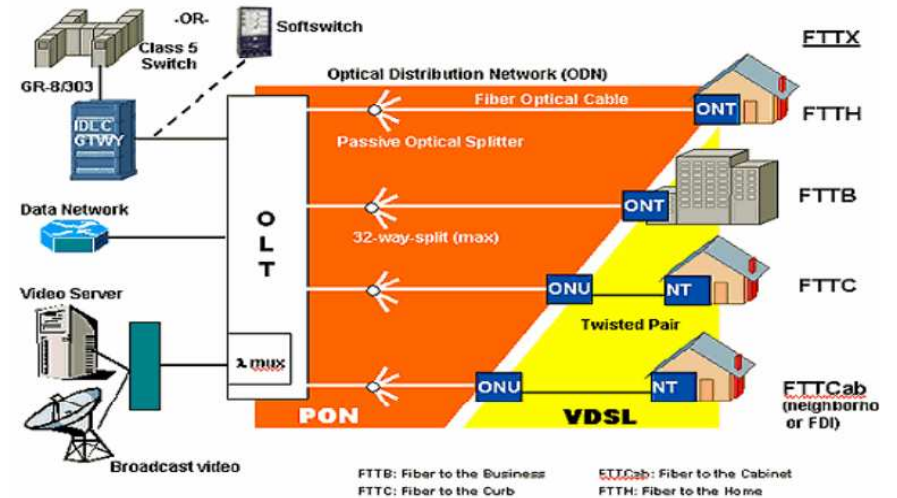 -OR-
Softswitch
FTTX
Class 5
Switch
GR-8/303
Optical Distribution Network (ODN)
Fiber Optical Cable
ONT
FTTH
IDLC
GTWY
Passive Optical Splitter
O
L
T
ONT
FTTB
Data Network
32-way-split (max)
Video Server
ONU
NT
FTTC
Twisted Pair
λ mux
ONU
NT
FTTCab
(neighborho
or FDI)
PON
VDSL
Broadcast video
FTTB: Fiber to the Business
FTTCab: Fiber to the Cabinet
FTTC: Fiber to the Curb
FTTH: Fiber to the Home